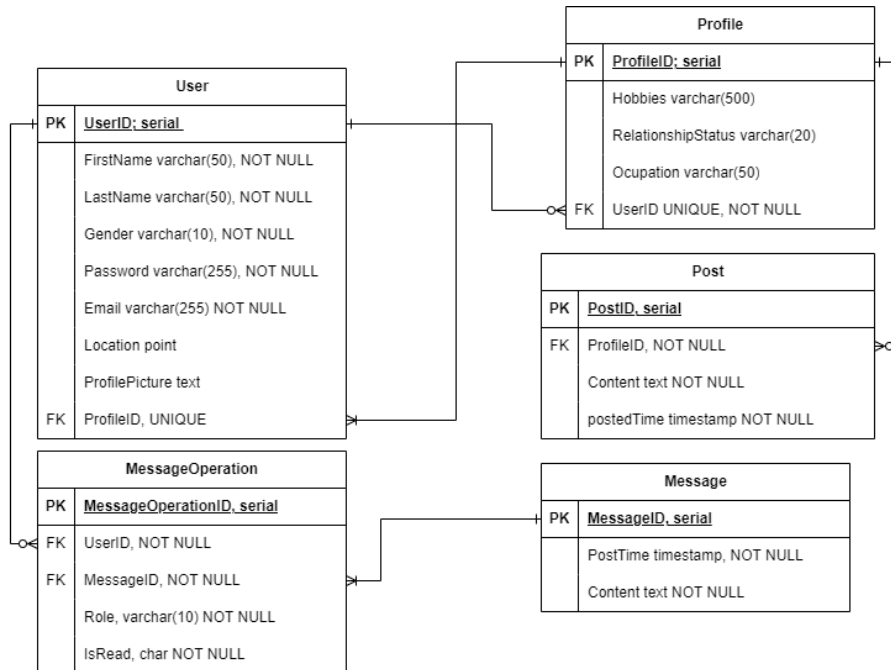 User
PK UserID; serial
FirstName varchar(50), NOT NULL
LastName varchar(50), NOT NULL
Gender varchar(10), NOT NULL
Password varchar(255), NOT NULL
Email varchar(255) NOT NULL
Location point
ProfilePicture text
FK ProfileID, UNIQUE
Profile
PK ProfileID; serial
Hobbies varchar(500)
RelationshipStatus varchar(20)
Ocupation varchar(50)
FK UserID UNIQUE, NOT NULL
Post
PK PostID, serial
FK ProfileID, NOT NULL
Content text NOT NULL
postedTime timestamp NOT NULL
MessageOperation
PK MessageOperationID, serial
FK UserID, NOT NULL
FK MessageID, NOT NULL
Role, varchar(10) NOT NULL
IsRead, char NOT NULL
Message
PK MessageID, serial
PostTime timestamp, NOT NULL
Content text NOT NULL